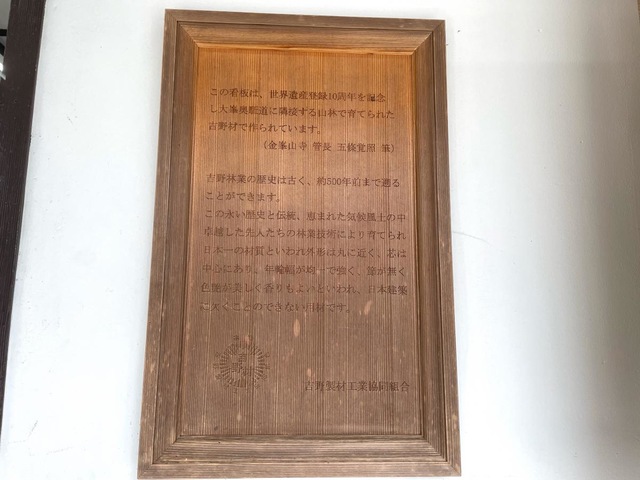 この看板は、世界遺産登録10周年を記念
し大峯奥駈道に隣接する山林で育てられた
吉野材で作られています。
(金峯山寺 管長 五條覚照 筆)
吉野林業の歴史は古く、約500年前まで遡る
ことができます。
この永い歴史と伝統、恵まれた気候風土の中
卓越した先人たちの林業技術により育てられ
日本一の材質といわれ外形は丸に近く、芯は
中心にあり、年輪幅が均一で強く、節が無く
色艶が美しく香りもよいといわれ、日本建築
に欠くことのできない用材です。
吉野製材工業協同組合